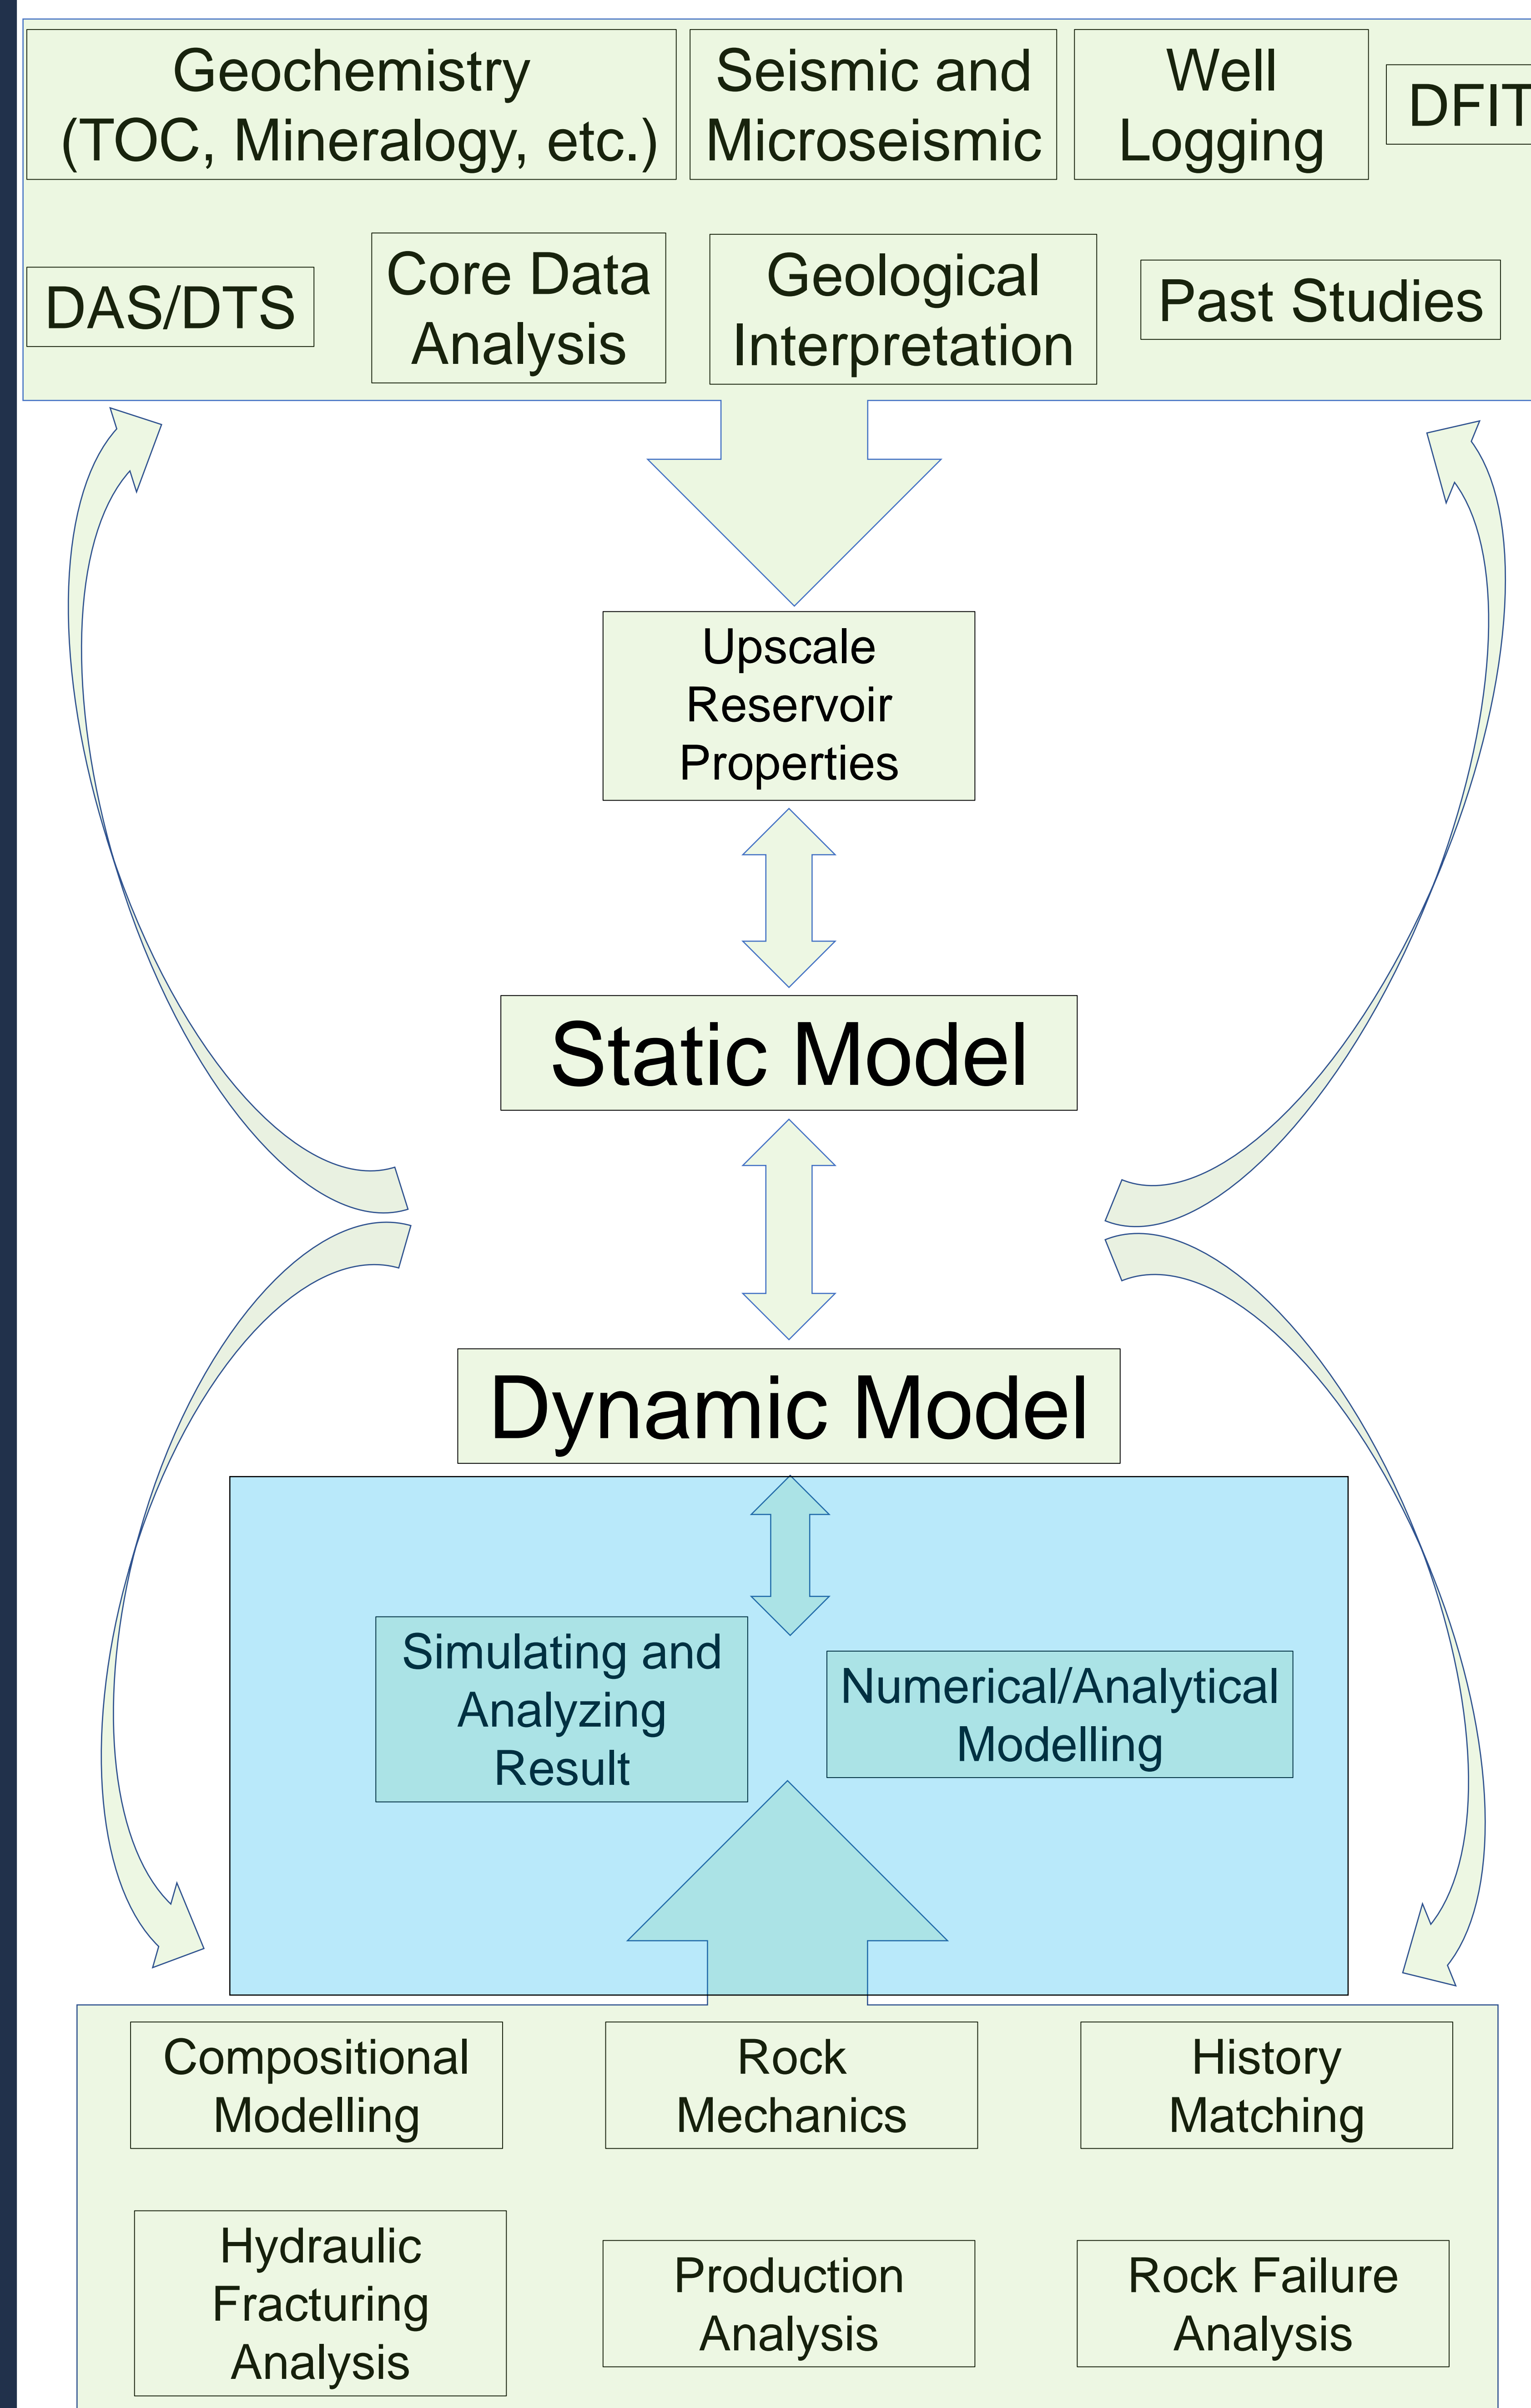 Geochemistry
(TOC, Mineralogy, etc.)
Seismic and
Microseismic
Well
Logging
DFIT
DAS/DTS
Core Data
Analysis
Geological
Interpretation
Past Studies
Upscale
Reservoir
Properties
Static Model
Dynamic Model
Simulating and
Analyzing
Result
Numerical/Analytical
Modelling
Compositional
Modelling
Rock
Mechanics
History
Matching
Hydraulic
Fracturing
Analysis
Production
Analysis
Rock Failure
Analysis